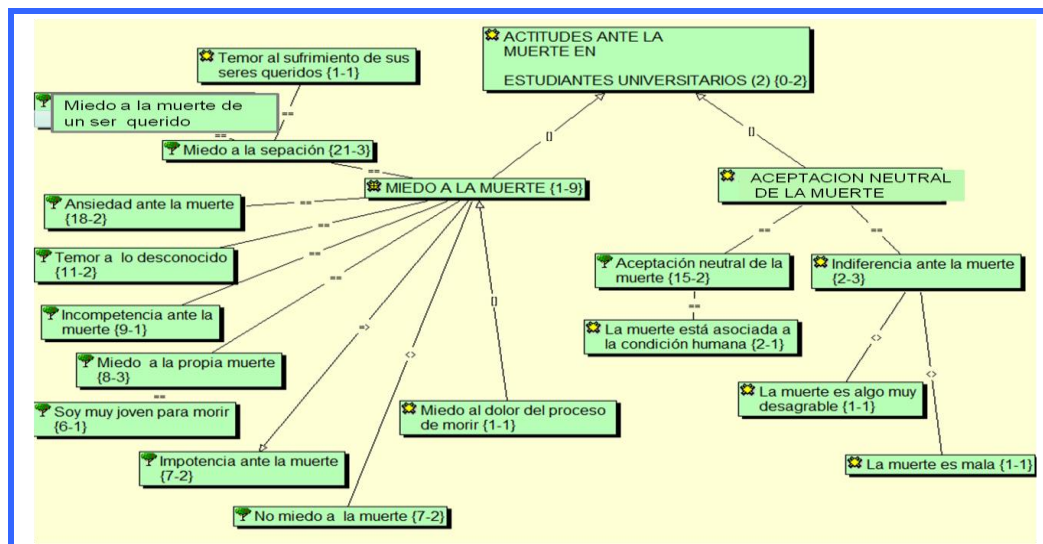 ACTITUDES ANTE LA
MUERTE EN
ESTUDIANTES UNIVERSITARIOS (2) {0-2}
Temor al sufrimiento de sus
seres queridos {1-1}
Miedo a la muerte de
un ser querido
==
==
Miedo a la sepación {21-3}
==
[]
[]
MIEDO A LA MUERTE {1-9}
ACEPTACION NEUTRAL
DE LA MUERTE
Ansiedad ante la muerte
{18-2}
==
==
==
==
Temor a lo desconocido
{11-2}
==
==
Aceptación neutral de la
muerte {15-2}
Indiferencia ante la muerte
{2-3}
[]
==
Incompetencia ante la
muerte {9-1}
=>
La muerte está asociada a
la condición humana {2-1}
<>
<>
Miedo a la propia muerte
{8-3}
<>
==
Soy muy joven para morir
{6-1}
Miedo al dolor del proceso
de morir {1-1}
La muerte es algo muy
desagrable {1-1}
Impotencia ante la muerte
{7-2}
La muerte es mala {1-1}
No miedo a la muerte {7-2}